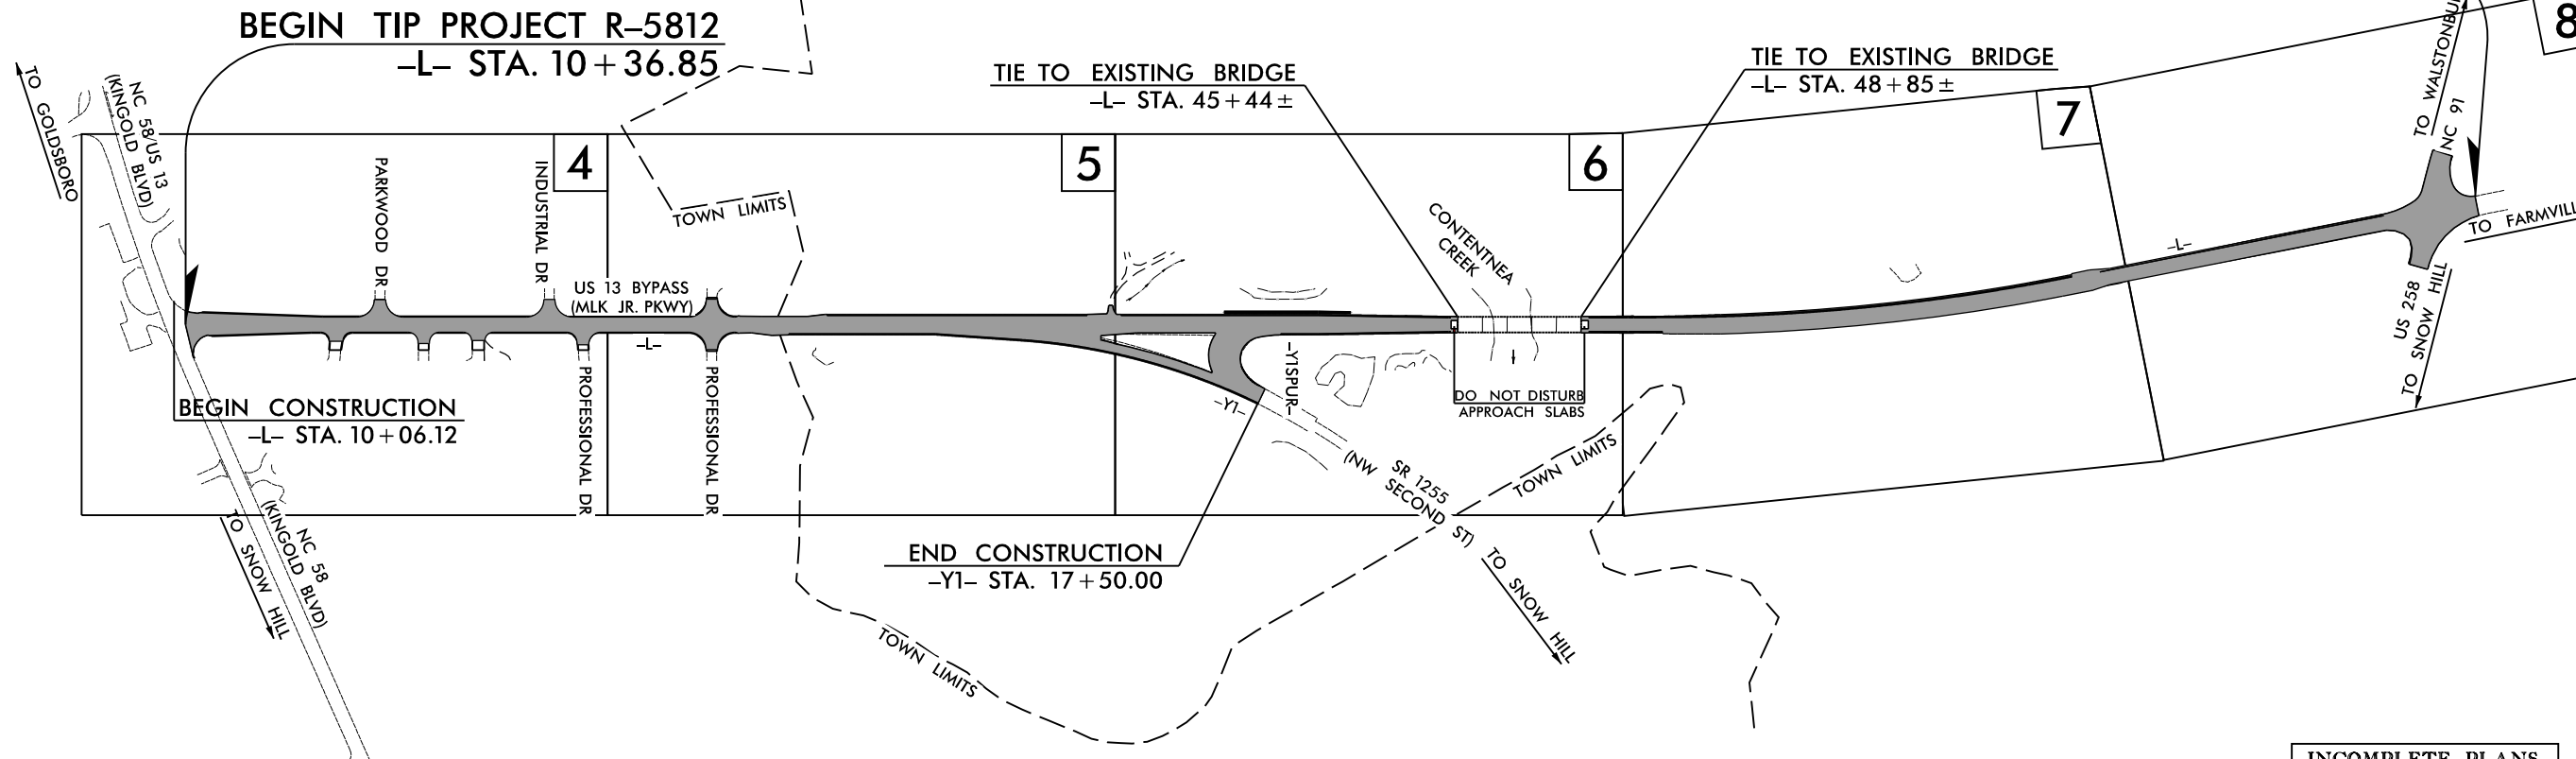 BEGIN TIP PROJECT R–5812
–L– STA. 10+36.85
TO GOLDSBORO
NC 58/US 13
(KINGOLD BLVD)
PARKWOOD DR
INDUSTRIAL DR
4
US 13 BYPASS
(MLK JR. PKWY)
–L–
BEGIN CONSTRUCTION
–L– STA. 10+06.12
PROFESSIONAL DR
PROFESSIONAL DR
TO SNOW HILL
NC 58
(KINGOLD BLVD)
TOWN LIMITS
5
TIE TO EXISTING BRIDGE
–L– STA. 45+44±
TIE TO EXISTING BRIDGE
–L– STA. 48+85±
6
CONTENTNEA
CREEK
–Y1SPUR–
–Y1–
DO NOT DISTURB
APPROACH SLABS
SR 1255
(NW SECOND ST)
TO SNOW HILL
TOWN LIMITS
END CONSTRUCTION
–Y1– STA. 17+50.00
TOWN LIMITS
7
–L–
TO WALSTONBU
NC 91
8
TO FARMVILL
US 258
TO SNOW HILL
INCOMPLETE PLANS